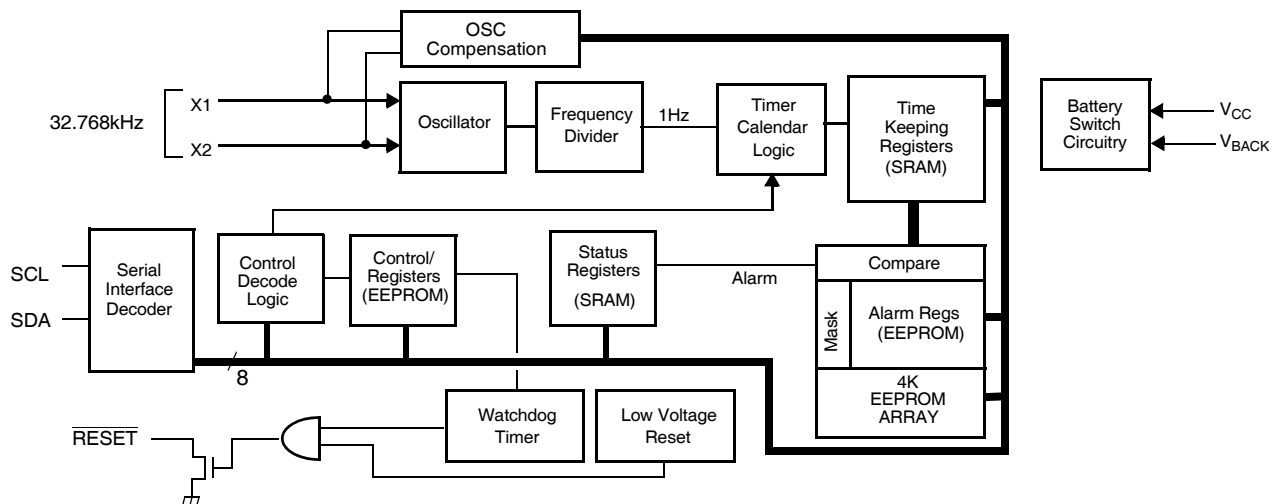 OSC
Compensation
32.768kHz
X1
X2
Oscillator
Frequency
Divider
1Hz
Timer
Calendar
Logic
Time
Keeping
Registers
(SRAM)
Battery
Switch
Circuitry
VCC
VBACK
SCL
SDA
Serial
Interface
Decoder
Control
Decode
Logic
Control/
Registers
(EEPROM)
Status
Registers
(SRAM)
Alarm
Compare
Mask
Alarm Regs
(EEPROM)
4K
EEPROM
ARRAY
8
RESET
Watchdog
Timer
Low Voltage
Reset